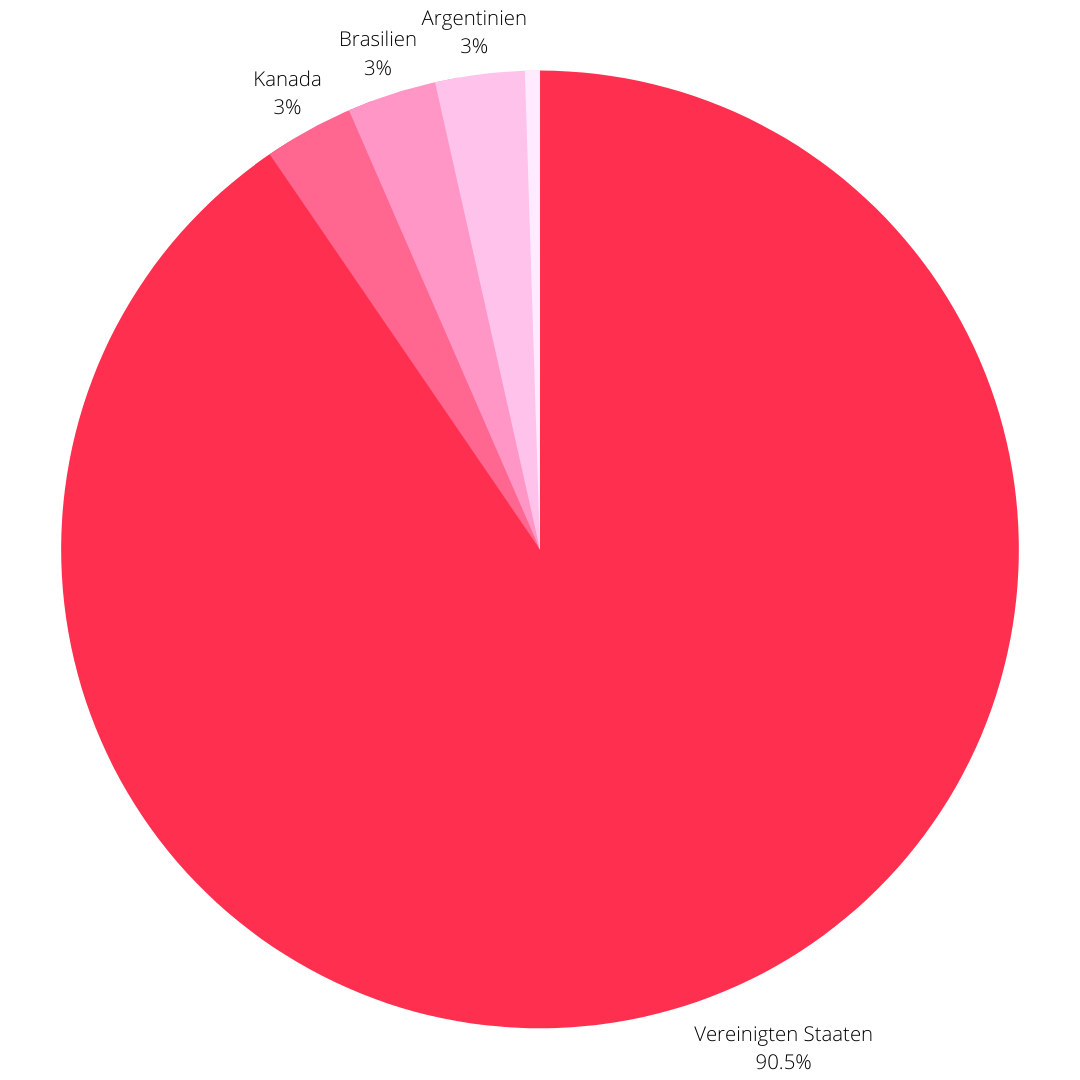 Argentinien
3%
Brasilien
3%
Kanada
3%
Vereinigten Staaten
90.5%